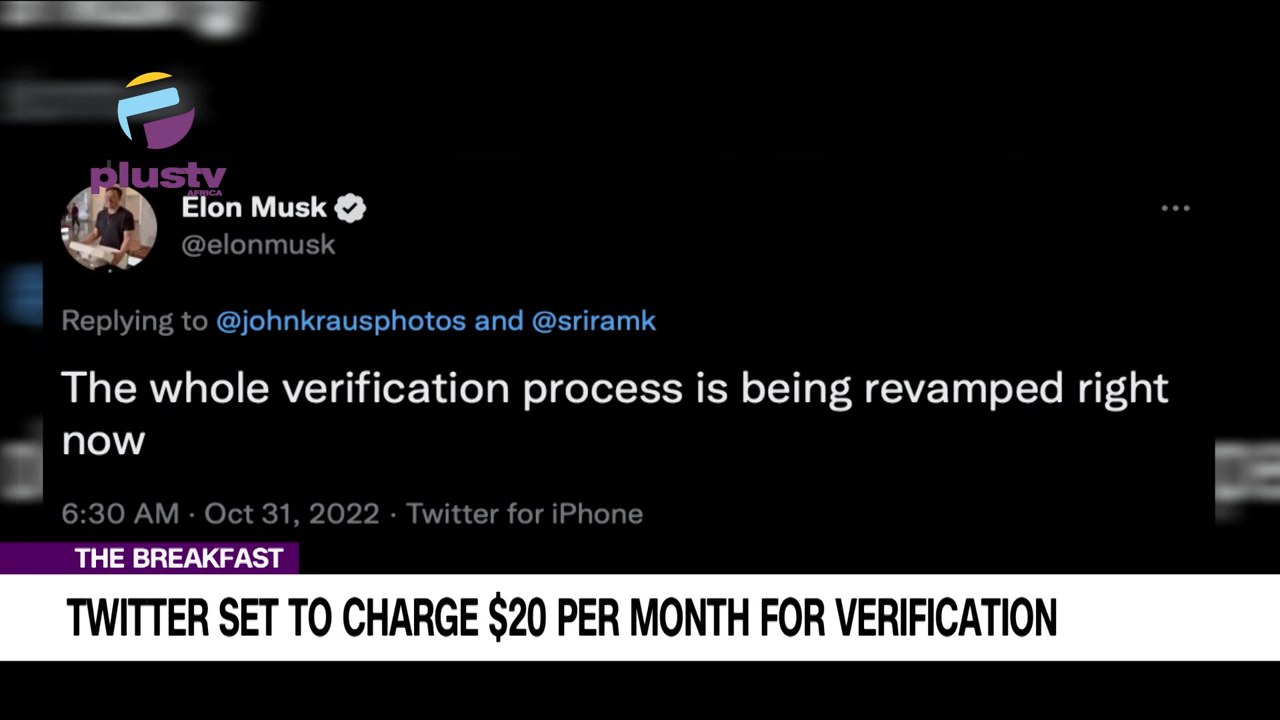 plustv
AFRICA
Elon Musk
@elonmusk
Replying to @johnkrausphotos and @sriramk
The whole verification process is being revamped right
now
6:30 AM · Oct 31, 2022 · Twitter for iPhone
THE BREAKFAST
TWITTER SET TO CHARGE $20 PER MONTH FOR VERIFICATION